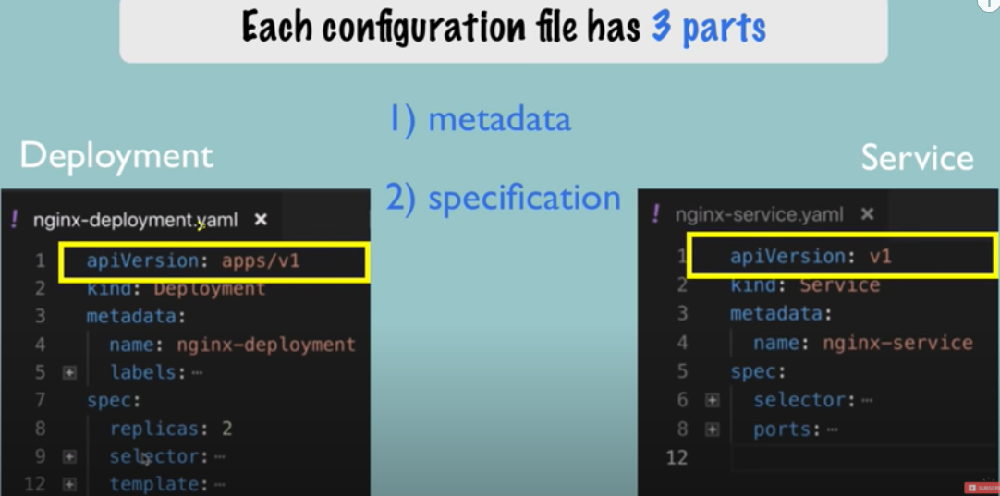 Each configuration file has 3 parts
1) metadata
2) specification
Deployment
! nginx-deployment.yaml ×
1 apiVersion: apps/v1
2 kind: Deployment
3 metadata:
4 name: nginx-deployment
5 labels:…
7 spec:
8 replicas: 2
9 selector:…
12 template:…
Service
! nginx-service.yaml ×
1 apiVersion: v1
2 kind: Service
3 metadata:
4 name: nginx-service
5 spec:
6 selector:…
8 ports:…
12